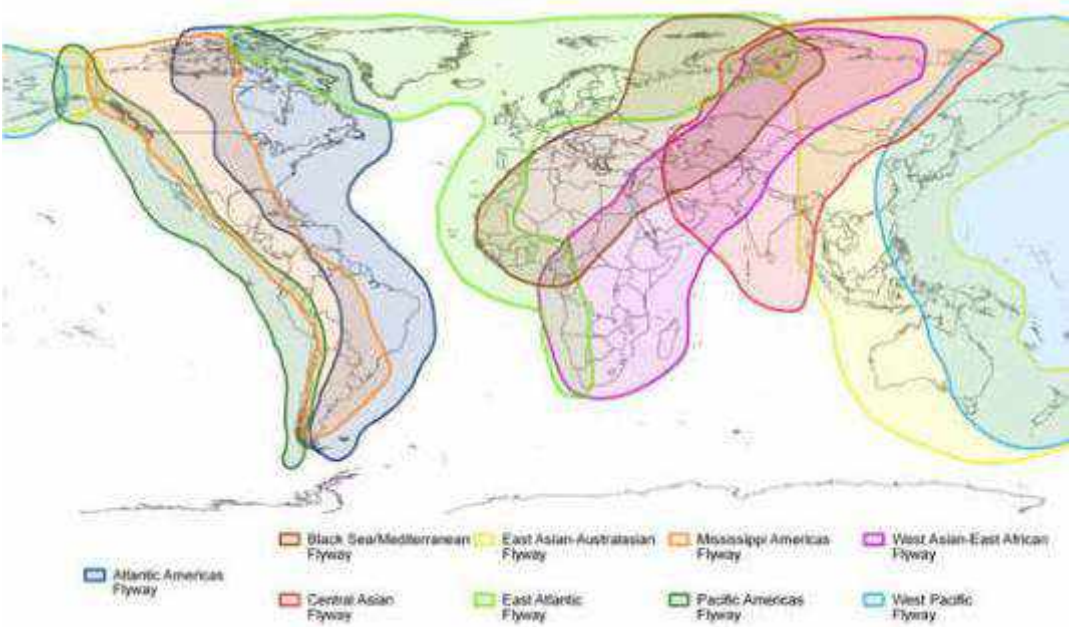 Black Sea/Mediterranean
Flyway
East Asian-Australasian
Flyway
Mississippi Americas
Flyway
West Asian-East African
Flyway
Atlantic Americas
Flyway
Central Asian
Flyway
East Atlantic
Flyway
Pacific Americas
Flyway
West Pacific
Flyway